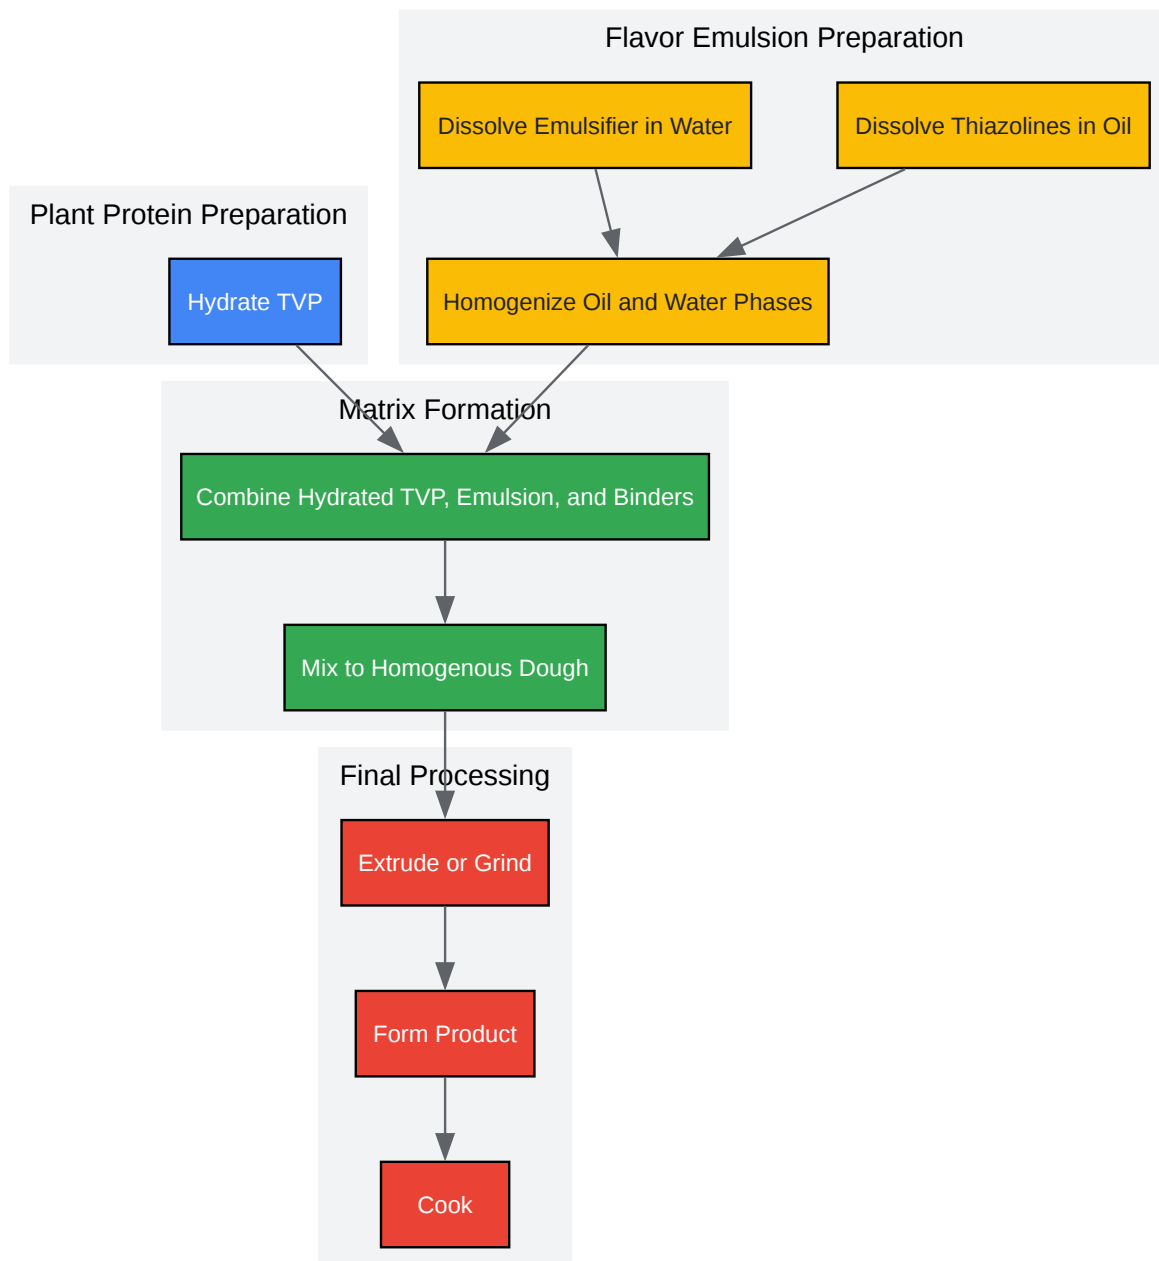 Flavor Emulsion Preparation
Dissolve Emulsifier in Water
Dissolve Thiazolines in Oil
Plant Protein Preparation
Hydrate TVP
Homogenize Oil and Water Phases
Matrix Formation
Combine Hydrated TVP, Emulsion, and Binders
Mix to Homogenous Dough
Final Processing
Extrude or Grind
Form Product
Cook